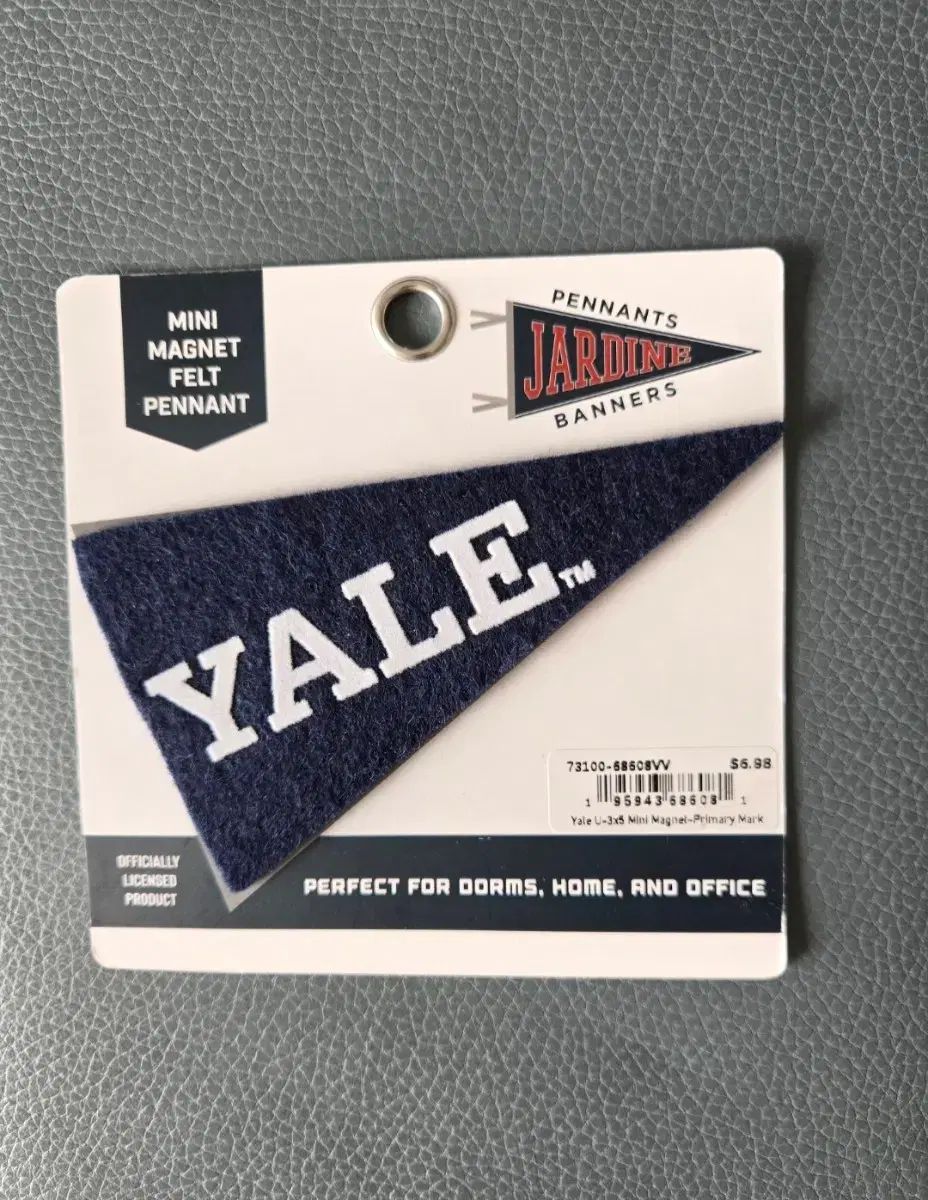 MINI
MAGNET
FELT
PENNANT
PENNANTS
JARDINE
BANNERS
YALE™
73100-68608VV $6.98
1 95943 68608 1
Yale U-3x5 Mini Magnet-Primary Mark
OFFICIALLY
LICENSED
PRODUCT
PERFECT FOR DORMS, HOME, AND OFFICE